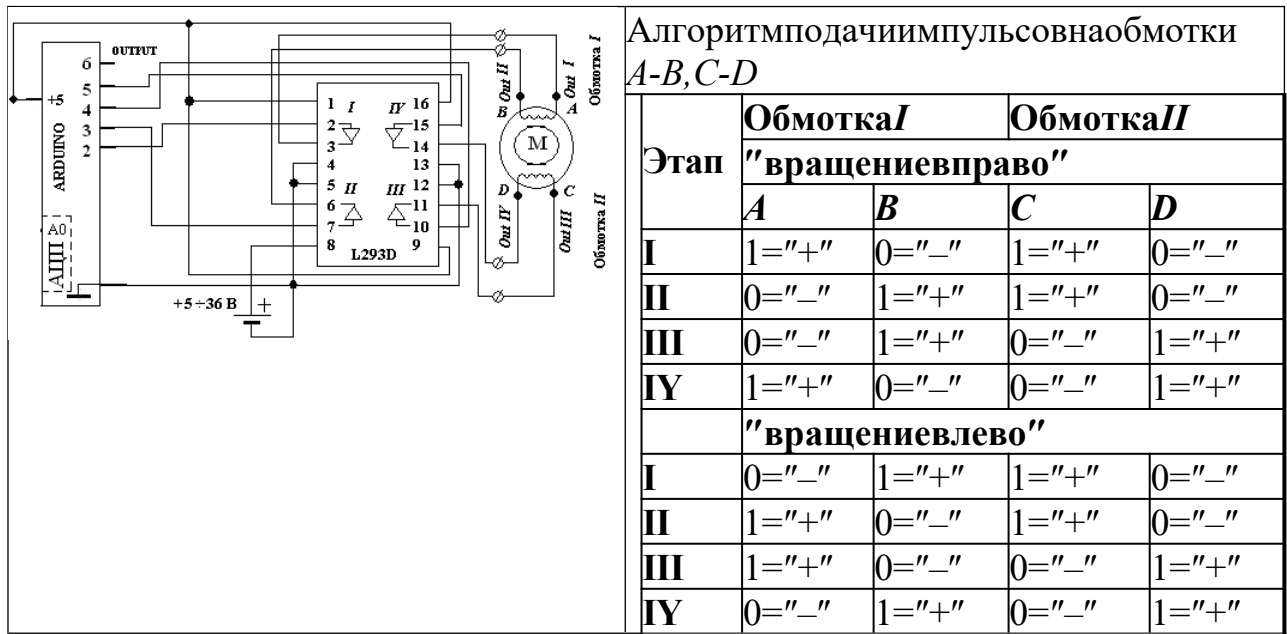 OUTPUT
6
5
+5
4
3
2
ARDUINO
A0
АЦП
+5÷36 В
+
1 I IV 16
2 15
3 14
4 13
5 II III 12
6 11
7 10
8 9
L293D
Out II
Out I
Обмотка I
B A
M
D C
Out IV
Out III
Обмотка II
Алгоритмподачиимпульсовнаобмотки
A-B,C-D
Этап ОбмоткаI ОбмоткаII
"вращениевправо"
A B C D
I 1="+" 0="–" 1="+" 0="–"
II 0="–" 1="+" 1="+" 0="–"
III 0="–" 1="+" 0="–" 1="+"
IY 1="+" 0="–" 0="–" 1="+"
"вращениевлево"
I 0="–" 1="+" 1="+" 0="–"
II 1="+" 0="–" 1="+" 0="–"
III 1="+" 0="–" 0="–" 1="+"
IY 0="–" 1="+" 0="–" 1="+"